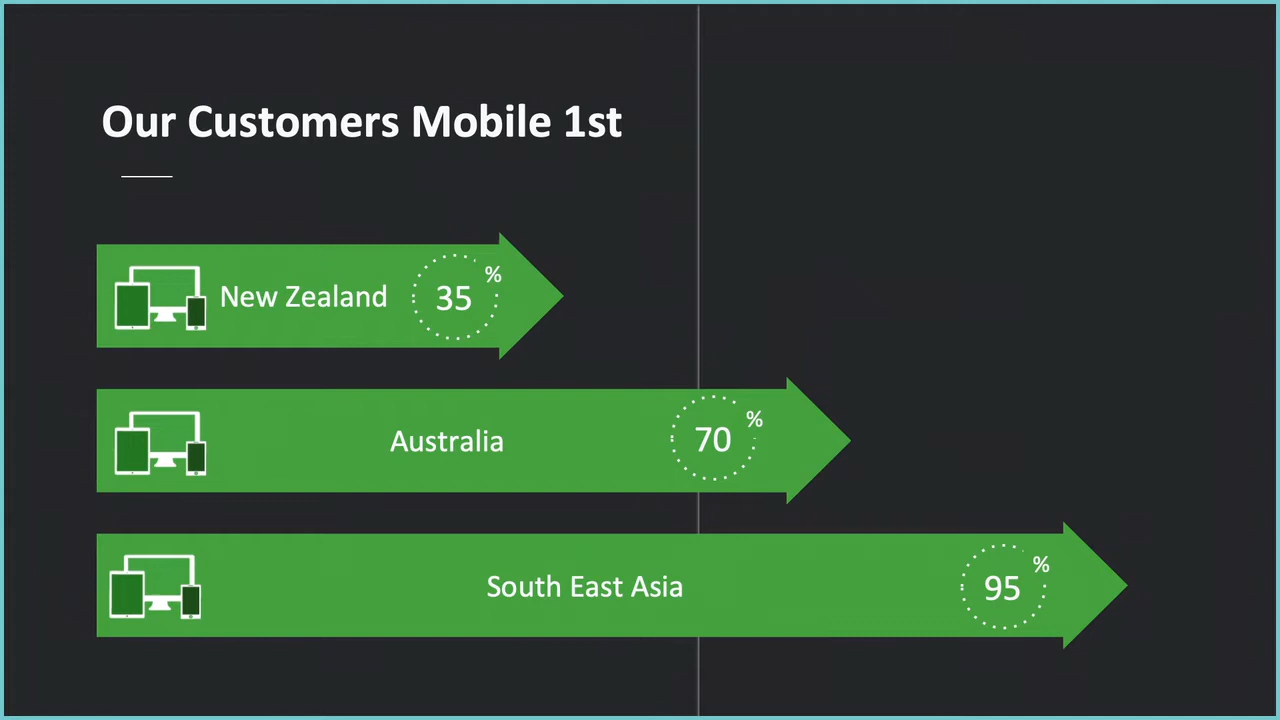 Our Customers Mobile 1st
New Zealand 35 %
Australia 70 %
South East Asia 95 %